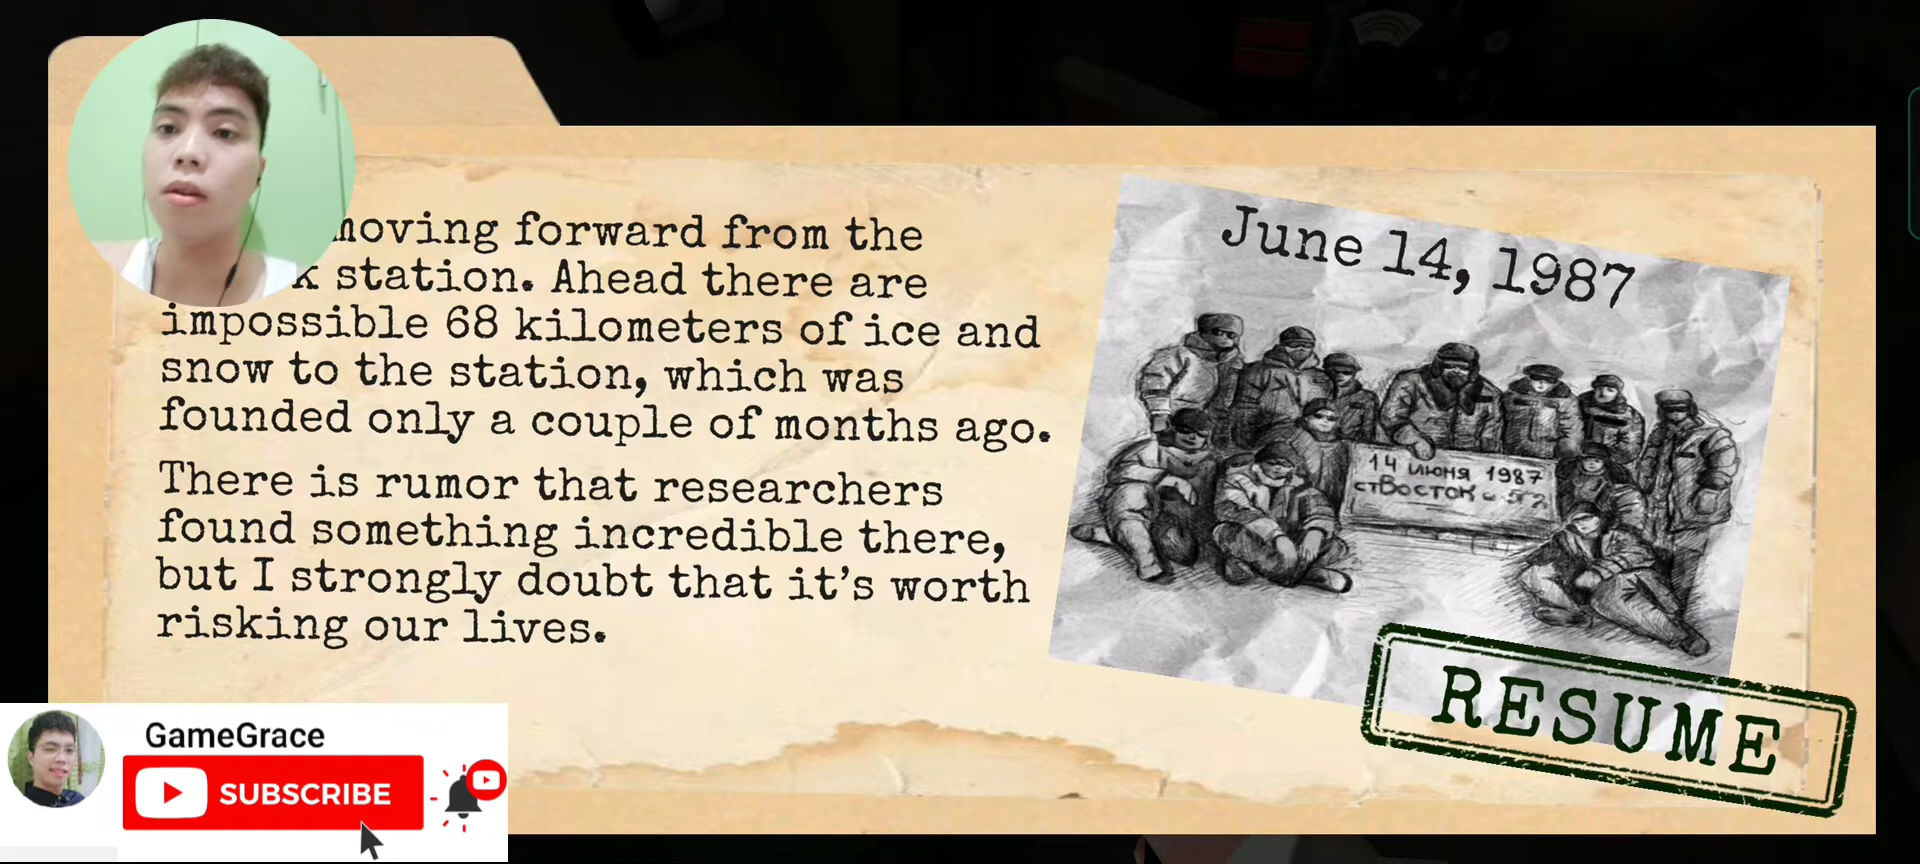 moving forward from the
station. Ahead there are
impossible 68 kilometers of ice and
snow to the station, which was
founded only a couple of months ago.
There is rumor that researchers
found something incredible there,
but I strongly doubt that it's worth
risking our lives.
June 14, 1987
14 июня 1987
ст Восток
RESUME
GameGrace
SUBSCRIBE